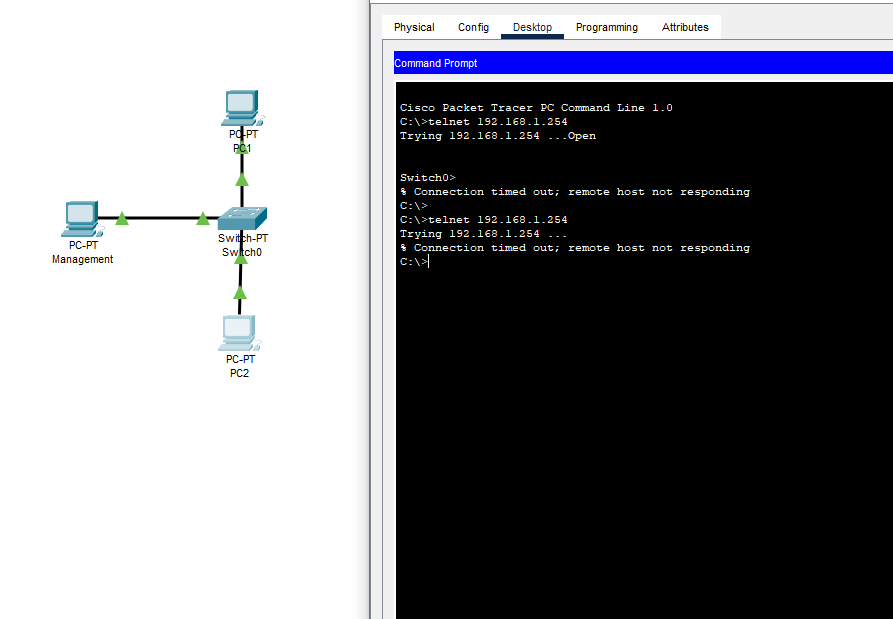 Physical Config Desktop Programming Attributes
Command Prompt
Cisco Packet Tracer PC Command Line 1.0
C:\>telnet 192.168.1.254
Trying 192.168.1.254 ...Open
Switch0>
% Connection timed out; remote host not responding
C:\>
C:\>telnet 192.168.1.254
Trying 192.168.1.254 ...
% Connection timed out; remote host not responding
C:\>
PC-PT
PC1
PC-PT
Management
Switch-PT
Switch0
PC-PT
PC2